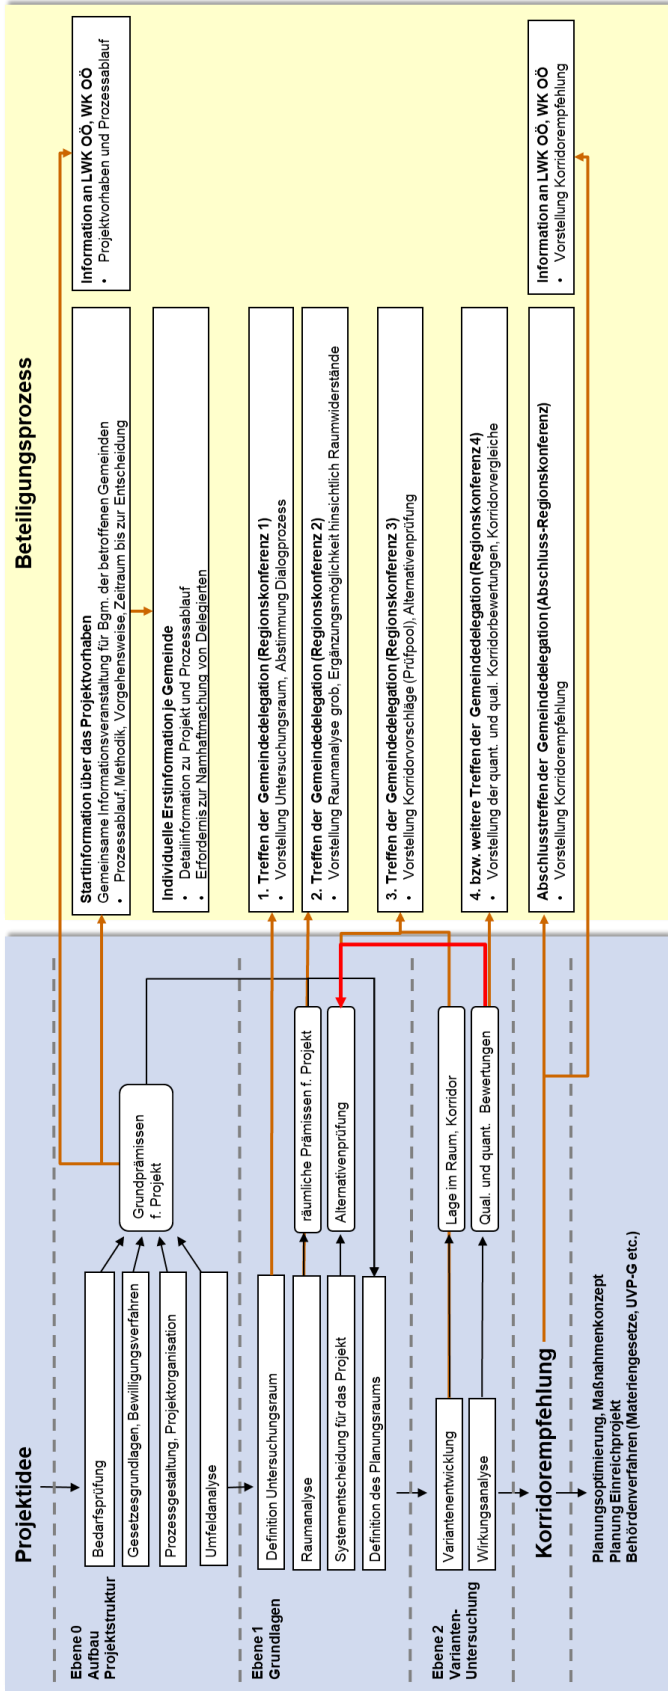 Projektidee
Beteiligungsprozess
Ebene 0
Aufbau
Projektstruktur
Bedarfsprüfung
Gesetzesgrundlagen, Bewilligungsverfahren
Prozessgestaltung, Projektorganisation
Umfeldanalyse
Grundprämissen
f. Projekt
Startinformation über das Projektvorhaben
Gemeinsame Informationsveranstaltung für Bgm. der betroffenen Gemeinden
• Prozessablauf, Methodik, Vorgehensweise, Zeitraum bis zur Entscheidung
Information an LWK OÖ, WK OÖ
• Projektvorhaben und Prozessablauf
Individuelle Erstinformation je Gemeinde
• Detailinformation zu Projekt und Prozessablauf
• Erfordernis zur Namhaftmachung von Delegierten
Ebene 1
Grundlagen
Definition Untersuchungsraum
Raumanalyse
Systementscheidung für das Projekt
Definition des Planungsraums
räumliche Prämissen f. Projekt
Alternativenprüfung
1. Treffen der Gemeindedelegation (Regionskonferenz 1)
• Vorstellung Untersuchungsraum, Abstimmung Dialogprozess
2. Treffen der Gemeindedelegation (Regionskonferenz 2)
• Vorstellung Raumanalyse grob, Ergänzungsmöglichkeit hinsichtlich Raumwiderstände
3. Treffen der Gemeindedelegation (Regionskonferenz 3)
• Vorstellung Korridorvorschläge (Prüfpool), Alternativenprüfung
Ebene 2
Varianten-
Untersuchung
Variantenentwicklung
Wirkungsanalyse
Lage im Raum, Korridor
Qual. und quant. Bewertungen
4. bzw. weitere Treffen der Gemeindedelegation (Regionskonferenz 4)
• Vorstellung der quant. und qual. Korridorbewertungen, Korridorvergleiche
Korridorempfehlung
Abschlusstreffen der Gemeindedelegation (Abschluss-Regionskonferenz)
• Vorstellung Korridorempfehlung
Information an LWK OÖ, WK OÖ
• Vorstellung Korridorempfehlung
Planungsoptimierung, Maßnahmenkonzept
Planung Einreichprojekt
Behördenverfahren (Materiengesetze, UVP-G etc.)